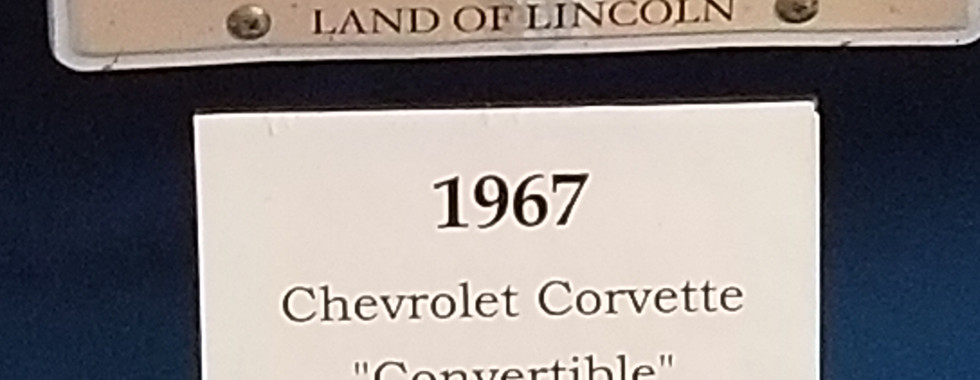 LAND OF LINCOLN
1967
Chevrolet Corvette
"Convertible"